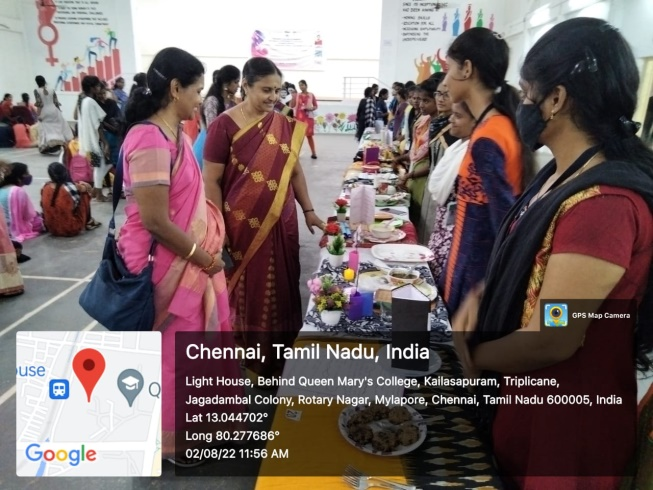 GPS Map Camera
Chennai, Tamil Nadu, India
Light House, Behind Queen Mary's College, Kailasapuram, Triplicane,
Jagadambal Colony, Rotary Nagar, Mylapore, Chennai, Tamil Nadu 600005, India
Lat 13.044702°
Long 80.277686°
02/08/22 11:56 AM
ouse
Q
Google